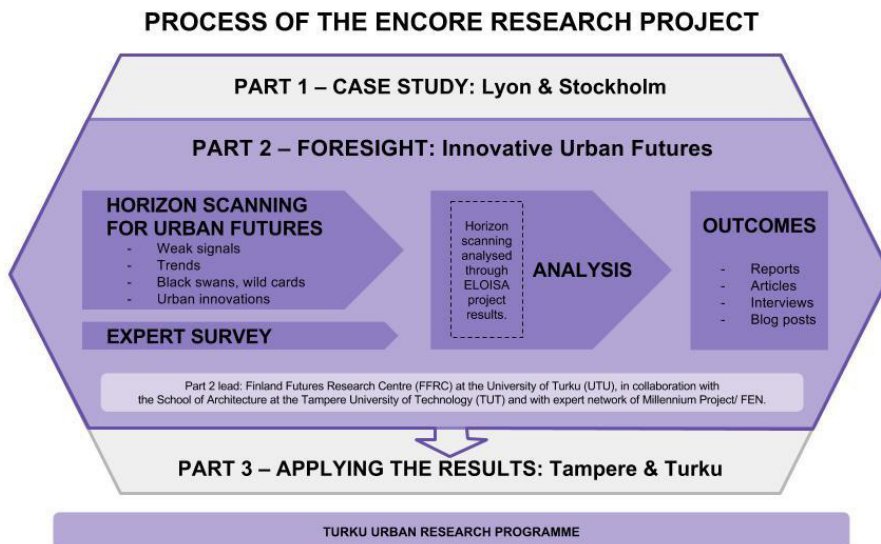 PROCESS OF THE ENCORE RESEARCH PROJECT
PART 1 – CASE STUDY: Lyon & Stockholm
PART 2 – FORESIGHT: Innovative Urban Futures
HORIZON SCANNING
FOR URBAN FUTURES
- Weak signals
- Trends
- Black swans, wild cards
- Urban innovations
EXPERT SURVEY
Horizon
scanning
analysed
through
ELOISA
project
results.
ANALYSIS
OUTCOMES
- Reports
- Articles
- Interviews
- Blog posts
Part 2 lead: Finland Futures Research Centre (FFRC) at the University of Turku (UTU), in collaboration with
the School of Architecture at the Tampere University of Technology (TUT) and with expert network of Millennium Project/ FEN.
PART 3 – APPLYING THE RESULTS: Tampere & Turku
TURKU URBAN RESEARCH PROGRAMME